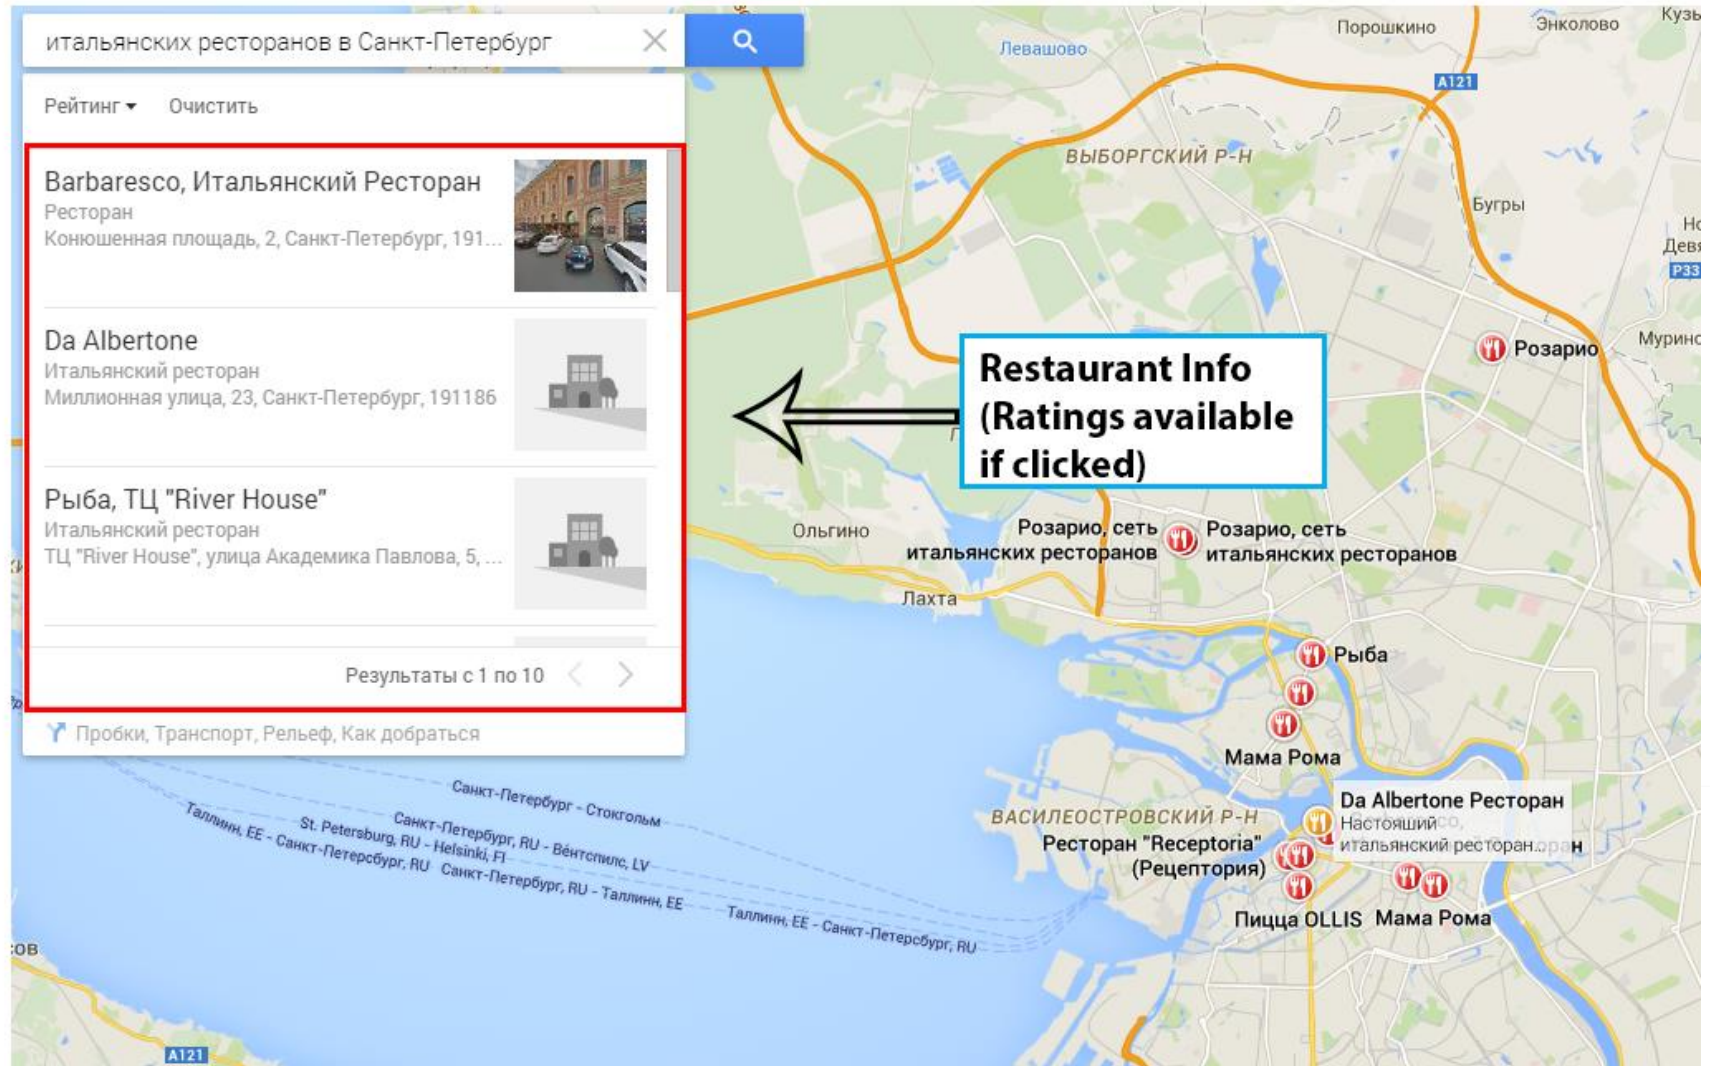 итальянских ресторанов в Санкт-Петербург
Рейтинг
Очистить
Barbaresco, Итальянский Ресторан
Ресторан
Конюшенная площадь, 2, Санкт-Петербург, 191...
Da Albertone
Итальянский ресторан
Миллионная улица, 23, Санкт-Петербург, 191186
Рыба, ТЦ "River House"
Итальянский ресторан
ТЦ "River House", улица Академика Павлова, 5, ...
Результаты с 1 по 10
Пробки, Транспорт, Рельеф, Как добраться
Restaurant Info
(Ratings available
if clicked)
Левашово
Порошкино
Энколово
A121
ВЫБОРГСКИЙ Р-Н
Бугры
P33
Розарио
Ольгино
Розарио, сеть
итальянских ресторанов
Розарио, сеть
итальянских ресторанов
Лахта
Рыба
Мама Рома
Da Albertone Ресторан
Настояший
итальянский ресторан...
ВАСИЛЕОСТРОВСКИЙ Р-Н
Ресторан "Receptoria"
(Рецептория)
Пицца OLLIS
Мама Рома
Санкт-Петербург - Стокгольм
Санкт-Петербург, RU - Вентспилс, LV
St. Petersburg, RU - Helsinki, FI
Таллинн, EE - Санкт-Петерсбург, RU
Санкт-Петербург, RU - Таллинн, EE
Таллинн, EE - Санкт-Петерсбург, RU
A121